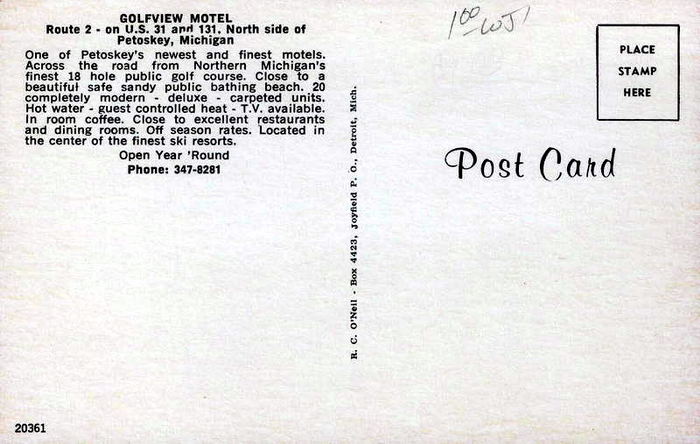 GOLFVIEW MOTEL
Route 2 - on U.S. 31 and 131, North side of
Petoskey, Michigan
One of Petoskey's newest and finest motels.
Across the road from Northern Michigan's
finest 18 hole public golf course. Close to a
beautiful safe sandy public bathing beach. 20
completely modern - deluxe - carpeted units.
Hot water - guest controlled heat - T.V. available.
In room coffee. Close to excellent restaurants
and dining rooms. Off season rates. Located in
the center of the finest ski resorts.
Open Year 'Round
Phone: 347-8281
20361
R. C. O'Neil - Box 4423, Joyfield P. O., Detroit, Mich.
100
PLACE
STAMP
HERE
Post Card